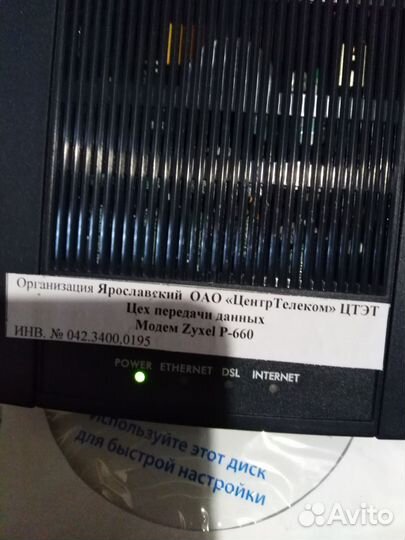 Организация Ярославский ОАО «ЦентрТелеком» ЦТЭТ
Цех передачи данных
Модем Zyxel P-660
ИНВ. № 042.3400.0195
POWER ETHERNET DSL INTERNET
Используйте этот диск
для быстрой настройки
Avito